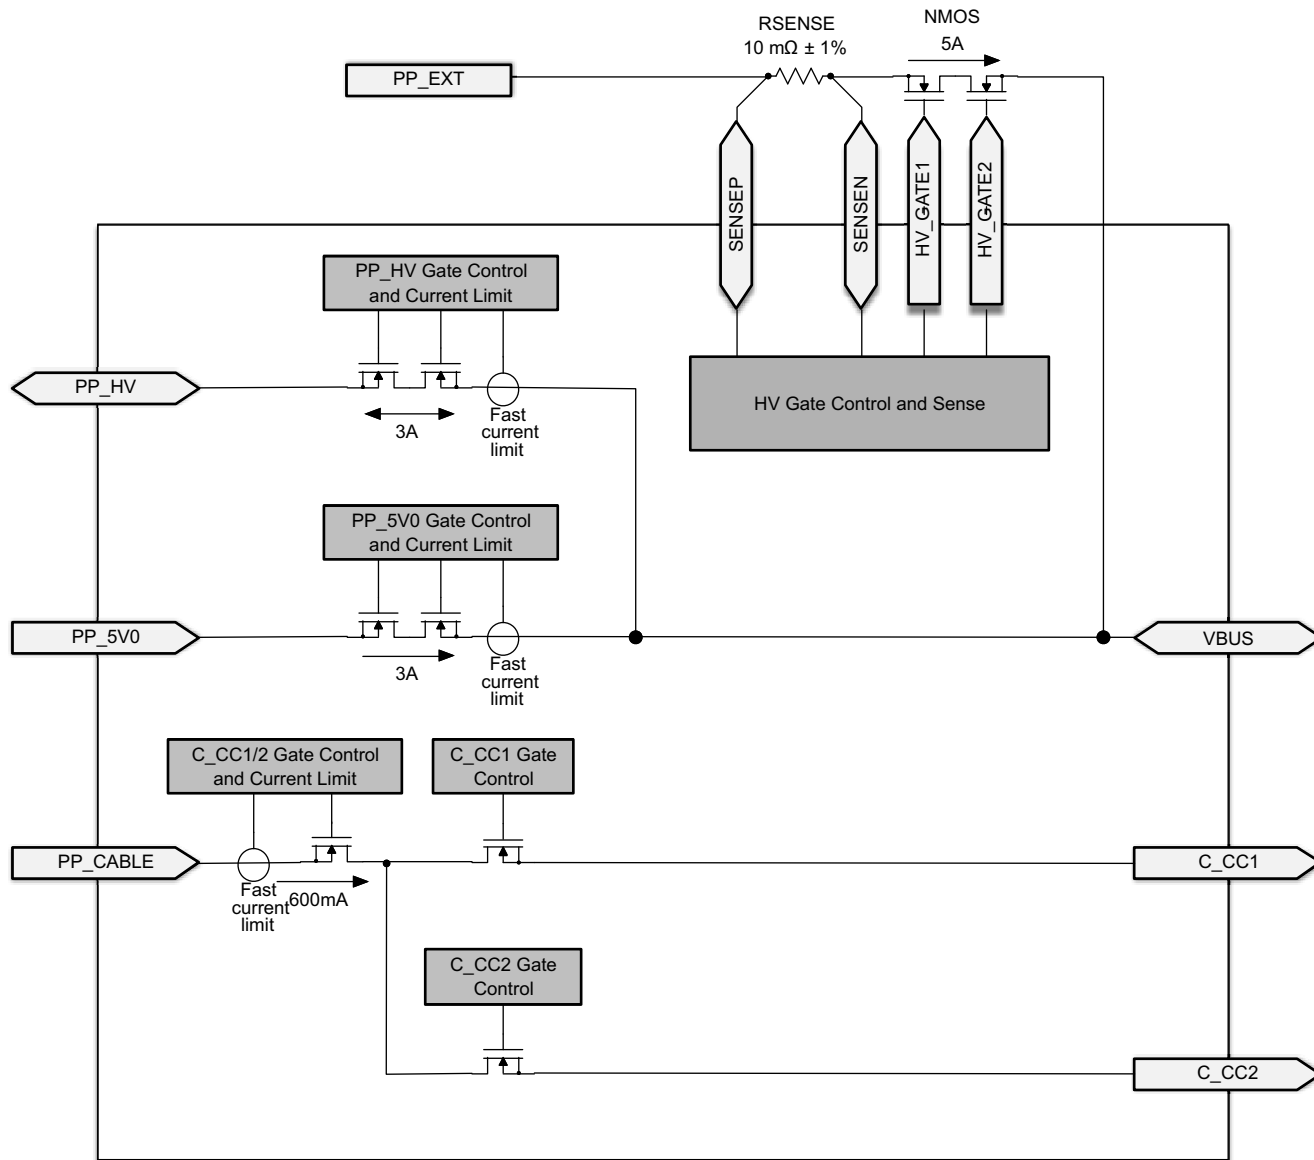 RSENSE
10 mΩ ± 1%
NMOS
5A
PP_EXT
SENSEP
SENSEN
HV_GATE1
HV_GATE2
PP_HV Gate Control
and Current Limit
PP_HV
3A
Fast
current
limit
HV Gate Control and Sense
PP_5V0 Gate Control
and Current Limit
PP_5V0
3A
Fast
current
limit
VBUS
C_CC1/2 Gate Control
and Current Limit
C_CC1 Gate
Control
PP_CABLE
Fast
current
limit
600mA
C_CC1
C_CC2 Gate
Control
C_CC2